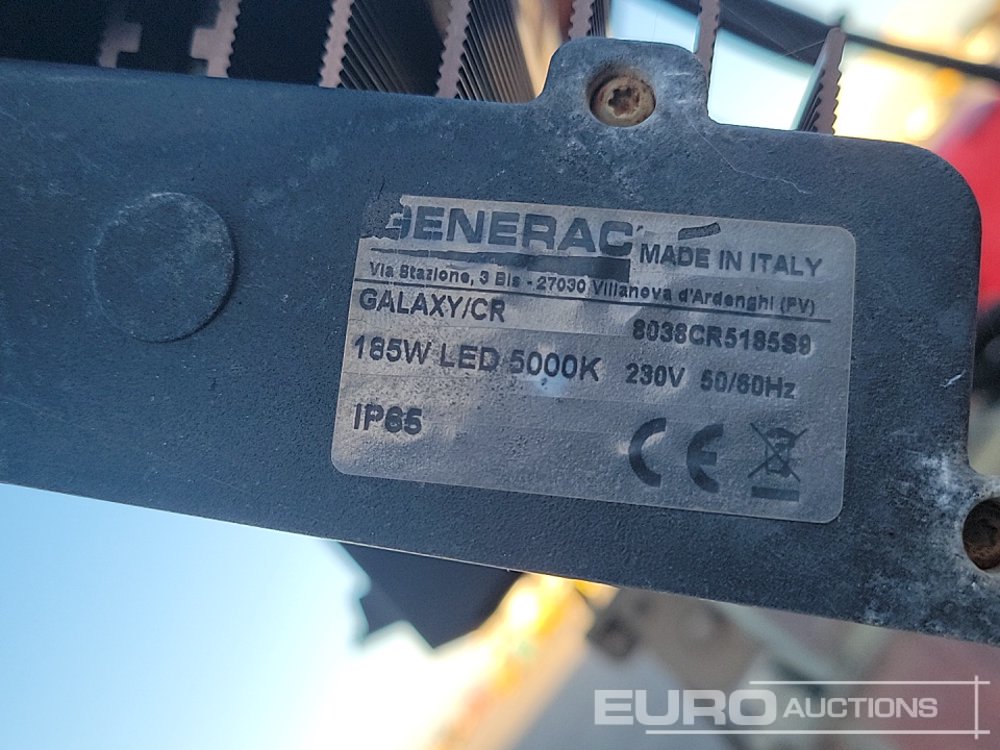 GENERAC MADE IN ITALY
Via Stazione, 3 Bis - 27030 Villanova d'Ardenghi (PV)
GALAXY/CR 8038CR5185S9
185W LED 5000K 230V 50/60Hz
IP65
CE
EURO AUCTIONS